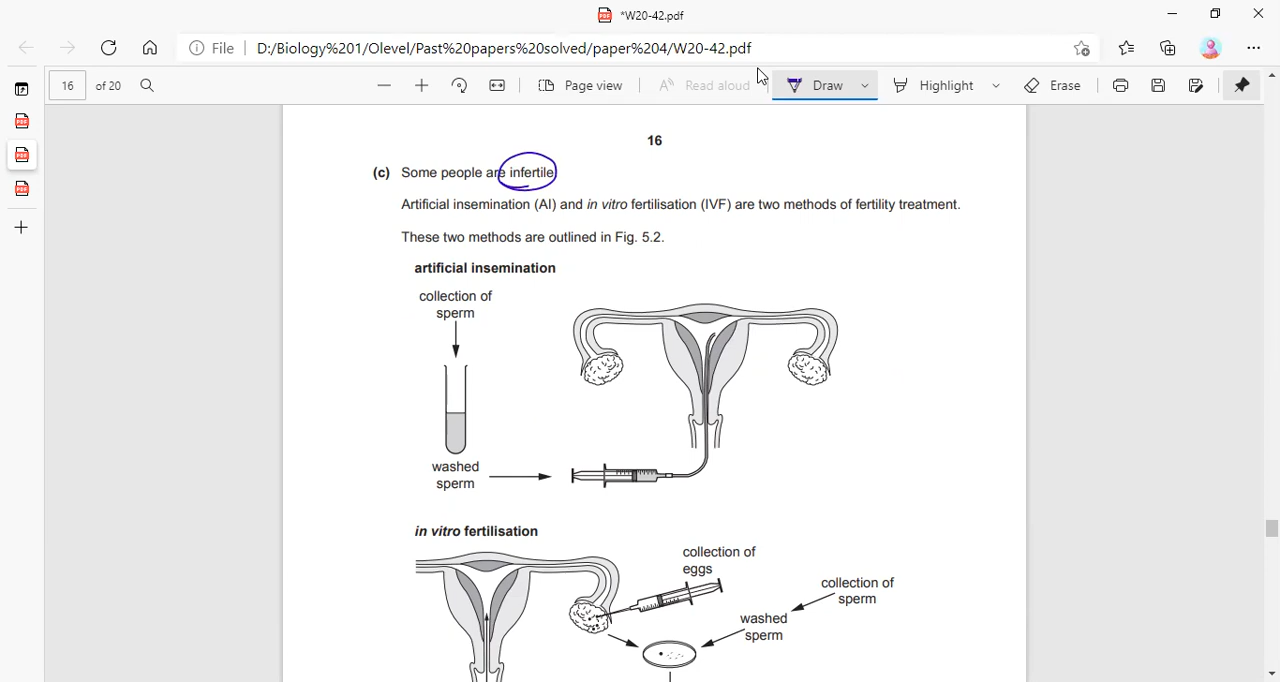 *W20-42.pdf
File
D:/Biology%201/Olevel/Past%20papers%20solved/paper%204/W20-42.pdf
16 of 20
Page view
Read aloud
Draw
Highlight
Erase
16
(c) Some people are infertile.
Artificial insemination (AI) and in vitro fertilisation (IVF) are two methods of fertility treatment.
These two methods are outlined in Fig. 5.2.
artificial insemination
collection of
sperm
washed
sperm
in vitro fertilisation
collection of
eggs
collection of
sperm
washed
sperm